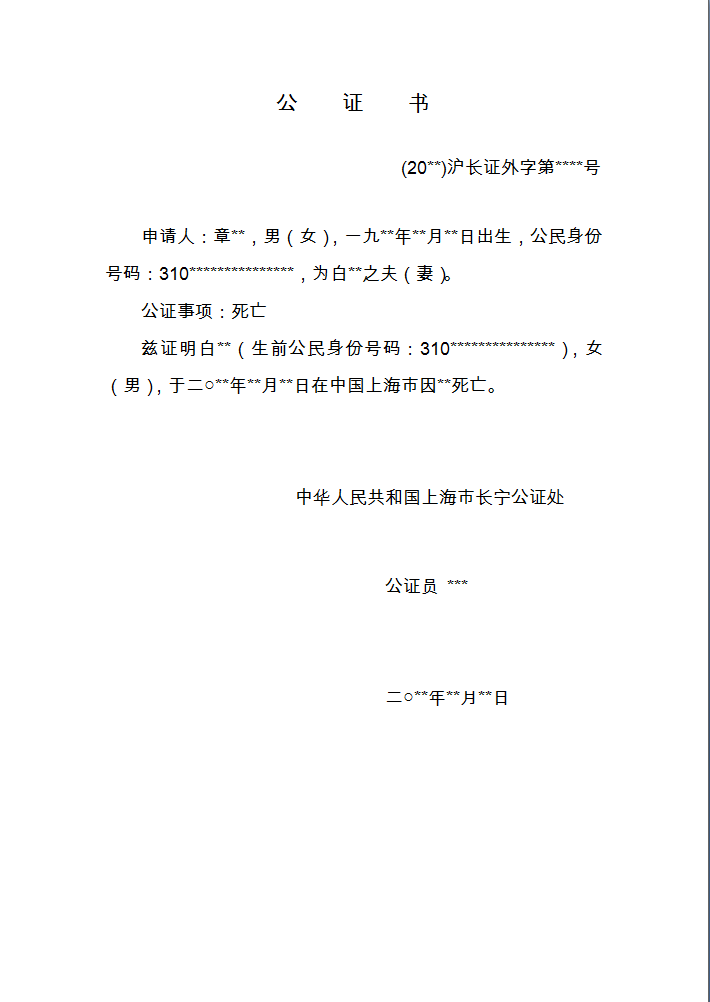 公 证 书
(20**)沪长证外字第****号
申请人：章**，男（女），一九**年**月**日出生，公民身份
号码：310***************，为白**之夫（妻）。
公证事项：死亡
兹证明白**（生前公民身份号码：310***************），女
（男），于二○**年**月**日在中国上海市因**死亡。
中华人民共和国上海市长宁公证处
公证员 ***
二○**年**月**日